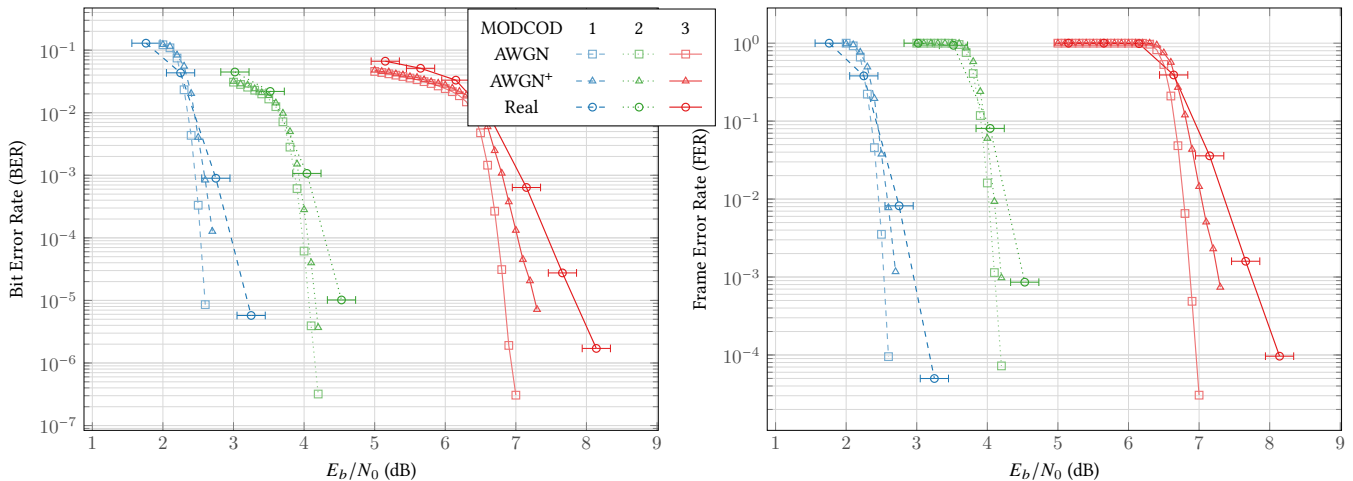 MODCOD 1 2 3
AWGN
AWGN⁺
Real
Bit Error Rate (BER)
10⁻¹
10⁻²
10⁻³
10⁻⁴
10⁻⁵
10⁻⁶
10⁻⁷
1 2 3 4 5 6 7 8 9
E_b/N_0 (dB)
Frame Error Rate (FER)
10⁰
10⁻¹
10⁻²
10⁻³
10⁻⁴
1 2 3 4 5 6 7 8 9
E_b/N_0 (dB)